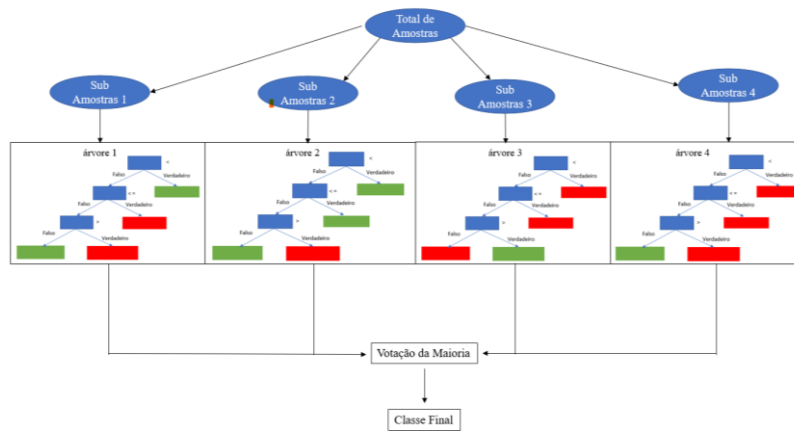 Total de
Amostras
Sub
Amostras 1
Sub
Amostras 2
Sub
Amostras 3
Sub
Amostras 4
árvore 1
<
Falso
Verdadeiro
<=
Falso
Verdadeiro
>
Falso
Verdadeiro
árvore 2
<
Falso
Verdadeiro
<=
Falso
Verdadeiro
>
Falso
Verdadeiro
árvore 3
<
Falso
Verdadeiro
<=
Falso
Verdadeiro
>
Falso
Verdadeiro
árvore 4
<
Falso
Verdadeiro
<=
Falso
Verdadeiro
>
Falso
Verdadeiro
Votação da Maioria
Classe Final